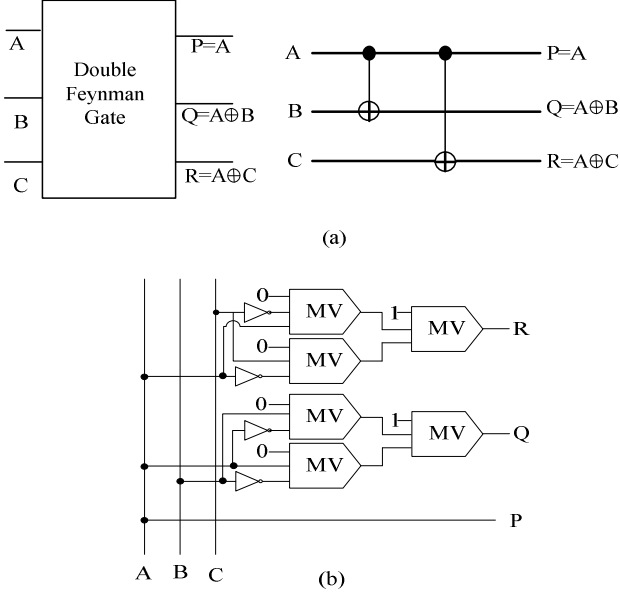 A
B
C
Double
Feynman
Gate
P=A
Q=A⊕B
R=A⊕C
A
B
C
P=A
Q=A⊕B
R=A⊕C
(a)
0
MV
0
MV
1
MV
R
0
MV
0
MV
1
MV
Q
P
A B C
(b)